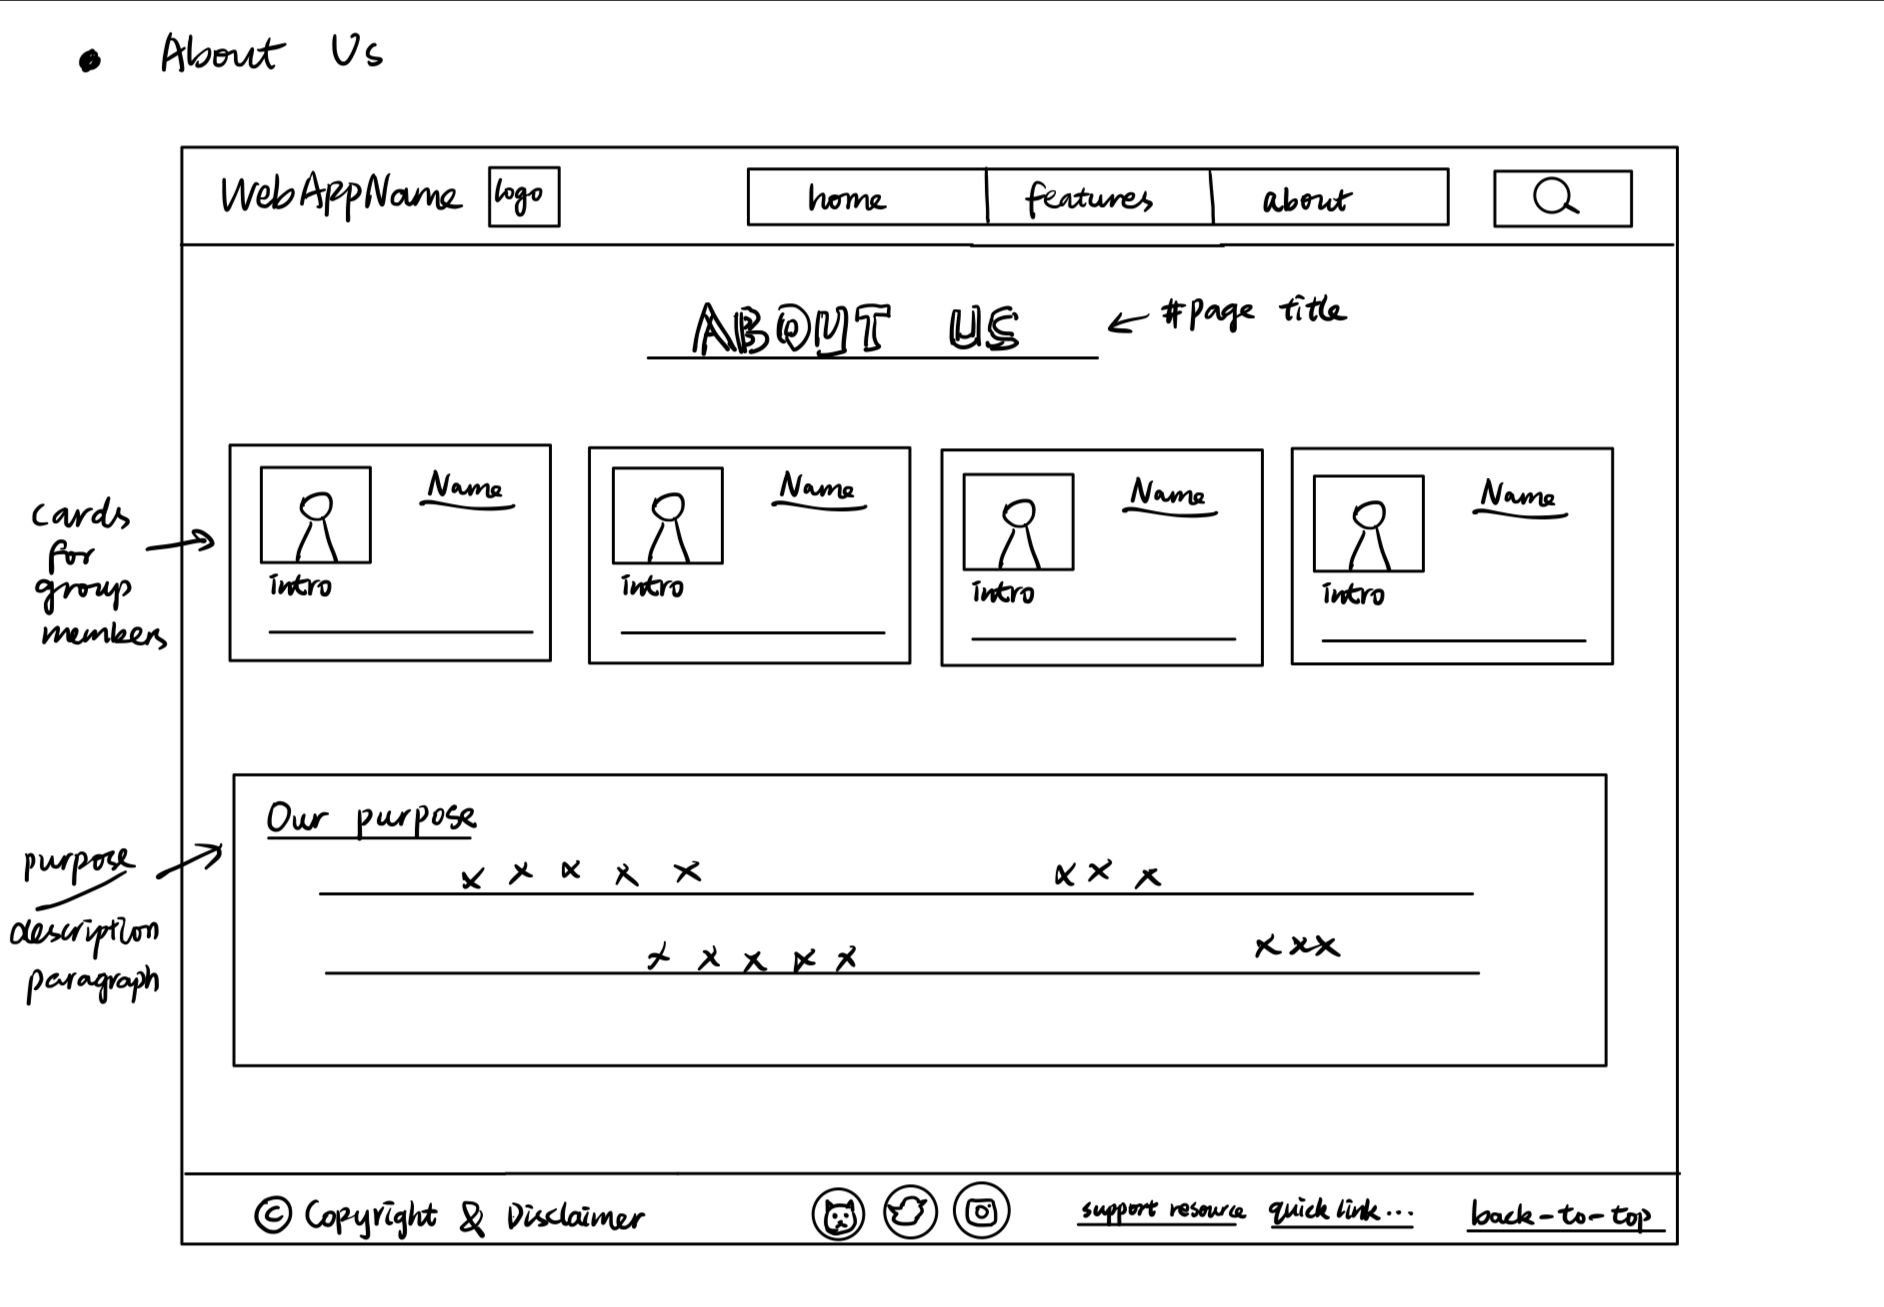 • About Us
WebAppName logo home features about
ABOUT US ← #page title
cards
for
group
members
Name Name Name Name
intro intro intro intro
Our purpose
x x x x x x x x
x x x x x x x x
purpose
description
paragraph
© Copyright & Disclaimer support resource quick link... back-to-top